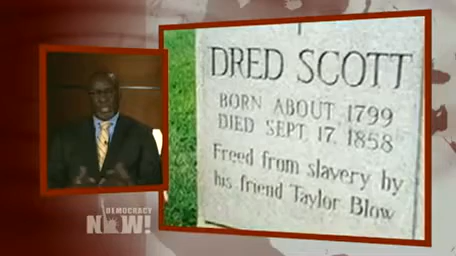 DRED SCOTT
BORN ABOUT 1799
DIED SEPT. 17, 1858
Freed from slavery by
his friend Taylor Blow
DEMOCRACY
NOW!